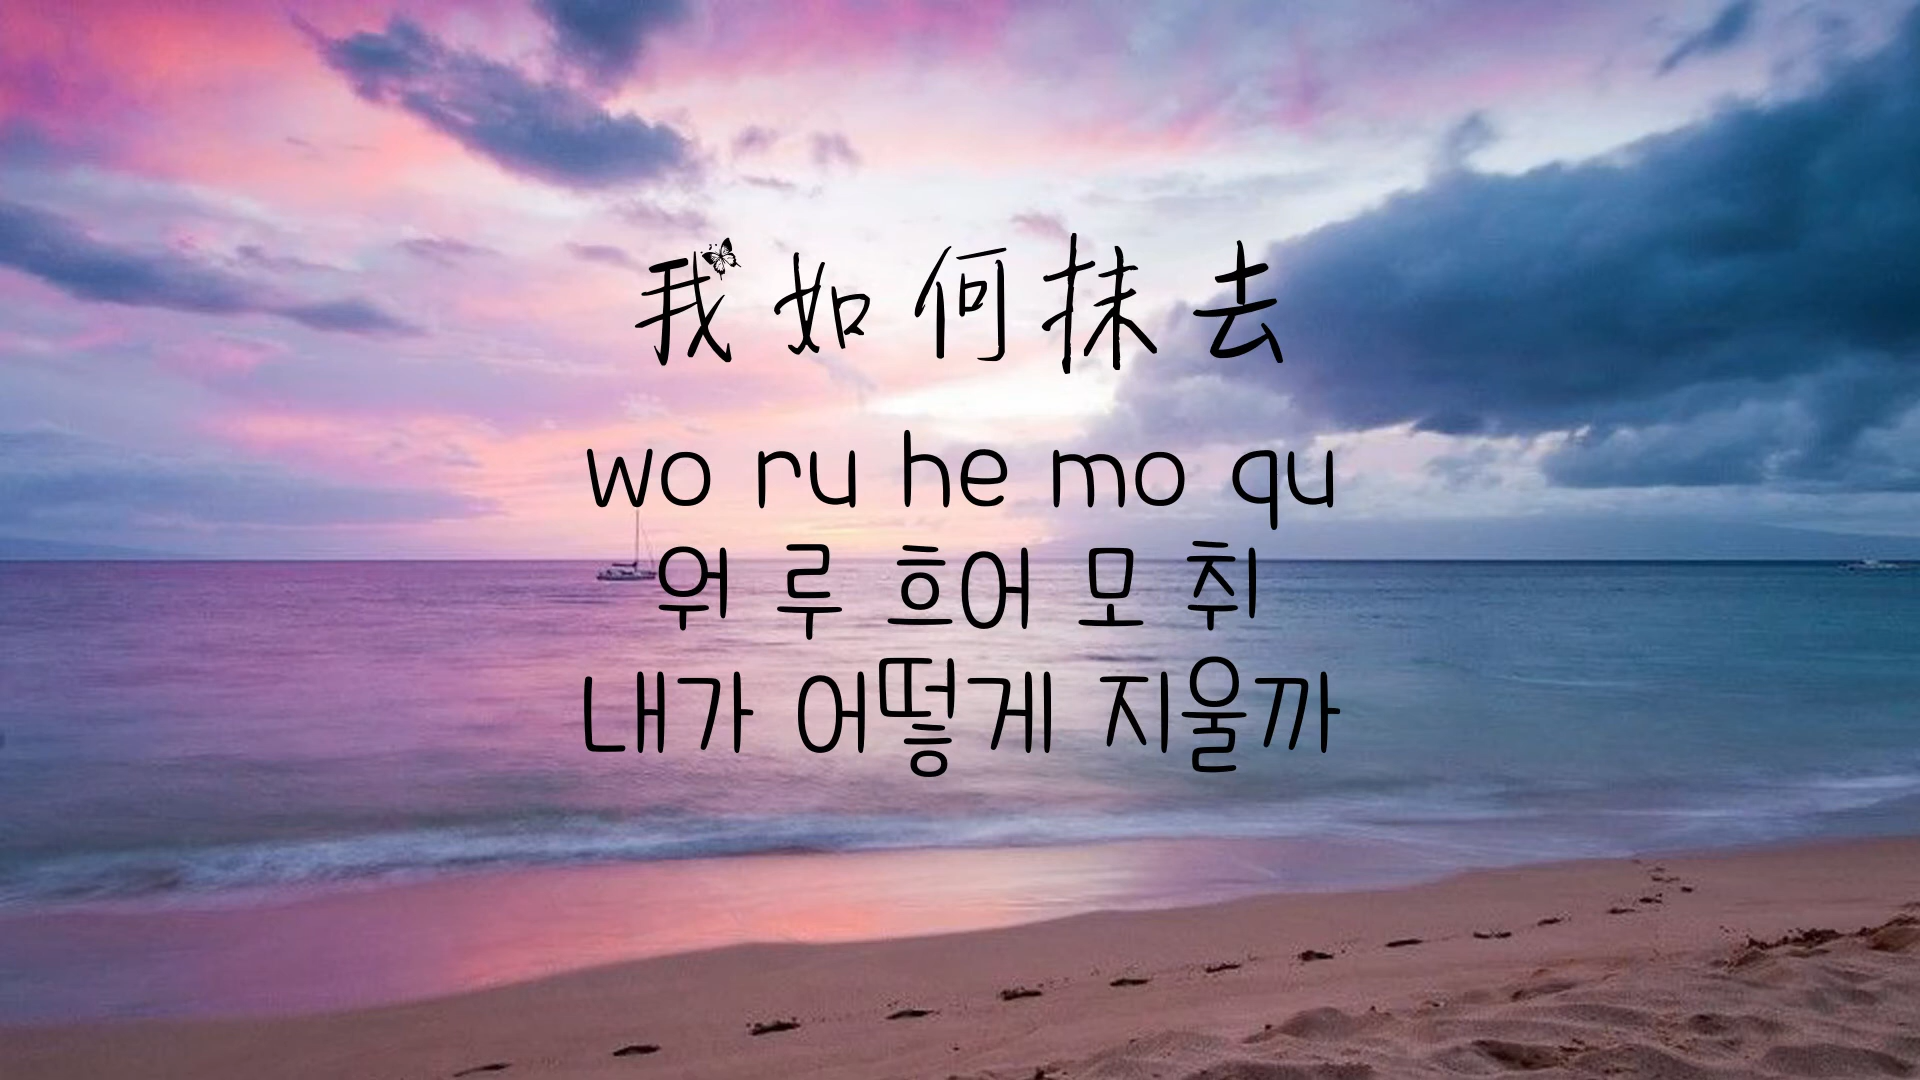 我如何抹去
wo ru he mo qu
워 루 흐어 모 취
내가 어떻게 지울까